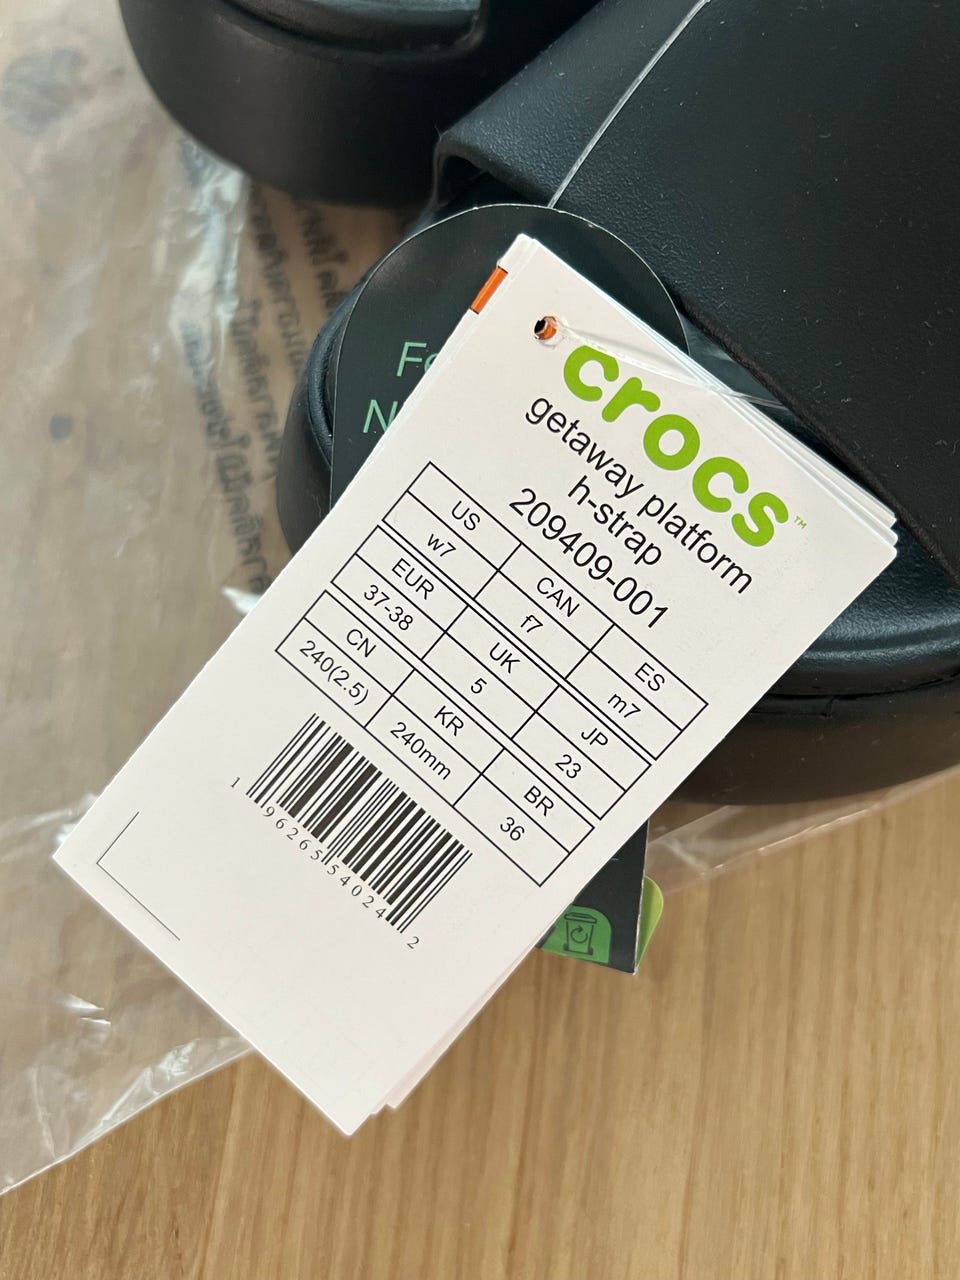 crocs™
getaway platform
h-strap
209409-001
US CAN ES
w7 f7 m7
EUR UK JP
37-38 5 23
CN KR BR
240(2.5) 240mm 36
1 96265 54024 2